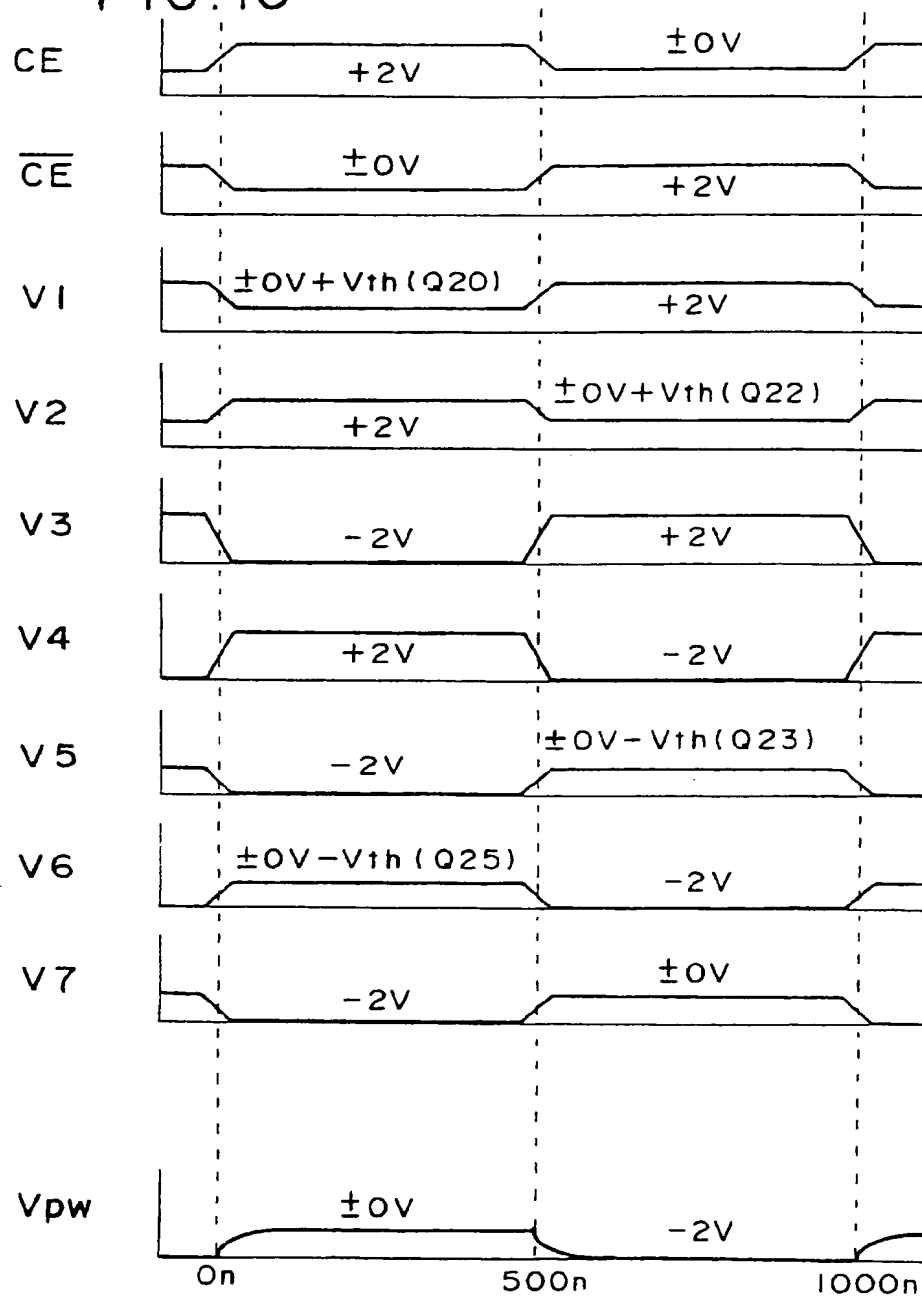 CE +2V ±0V
C̅E̅ ±0V +2V
V1 ±0V+Vth(Q20) +2V
V2 +2V ±0V+Vth(Q22)
V3 -2V +2V
V4 +2V -2V
V5 -2V ±0V-Vth(Q23)
V6 ±0V-Vth(Q25) -2V
V7 -2V ±0V
Vpw ±0V -2V
0n 500n 1000n